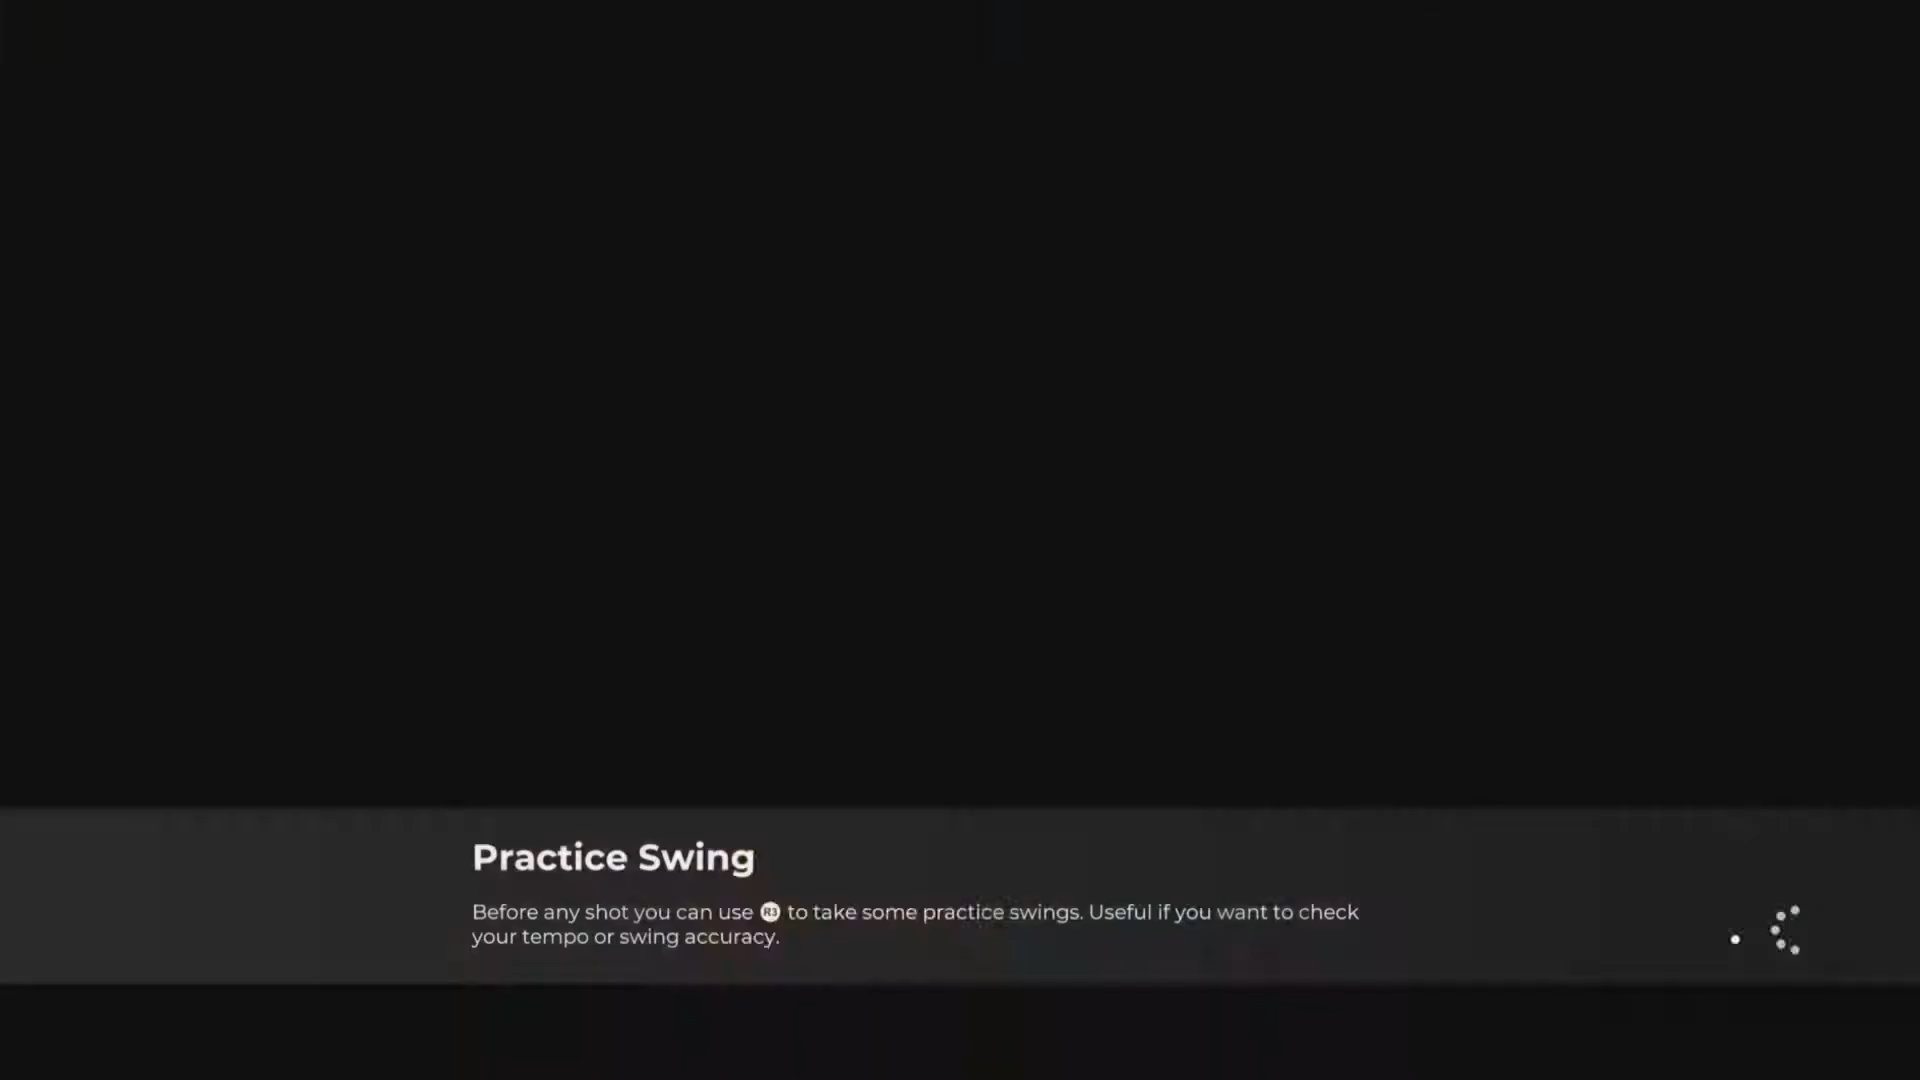 Practice Swing
Before any shot you can use R3 to take some practice swings. Useful if you want to check
your tempo or swing accuracy.